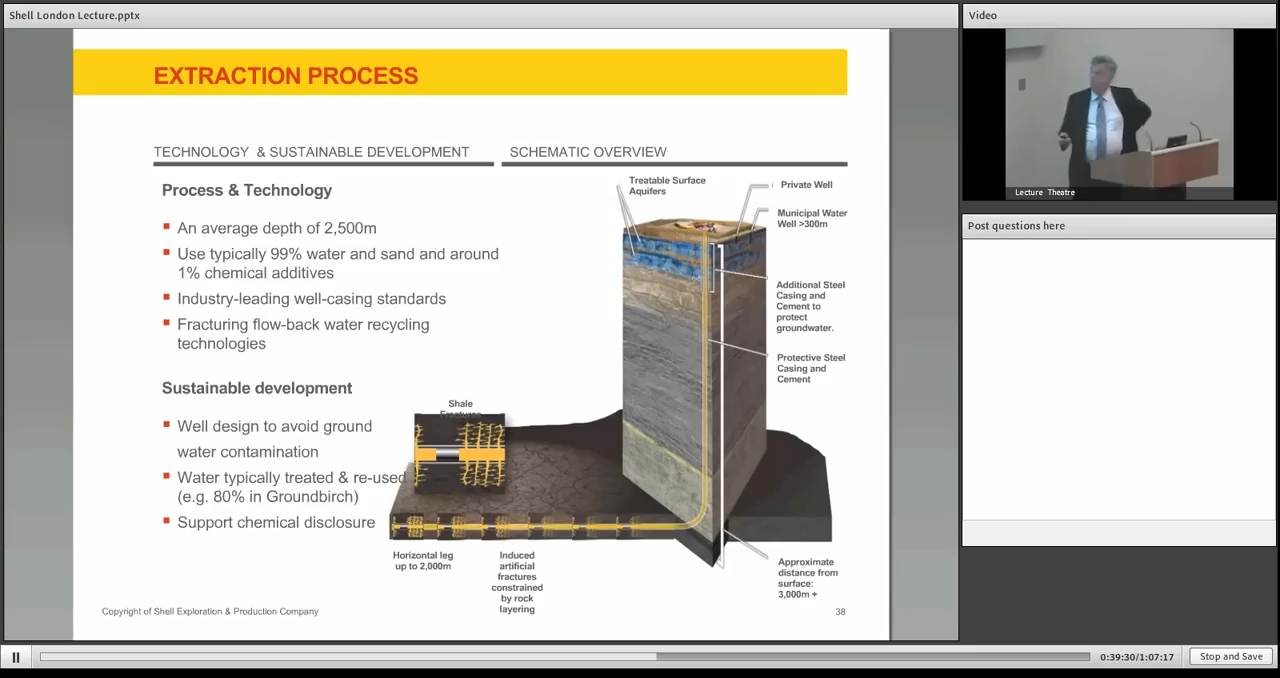 Shell London Lecture.pptx
EXTRACTION PROCESS
TECHNOLOGY & SUSTAINABLE DEVELOPMENT
Process & Technology
An average depth of 2,500m
Use typically 99% water and sand and around
1% chemical additives
Industry-leading well-casing standards
Fracturing flow-back water recycling
technologies
Sustainable development
Well design to avoid ground
water contamination
Water typically treated & re-used
(e.g. 80% in Groundbirch)
Support chemical disclosure
SCHEMATIC OVERVIEW
Treatable Surface
Aquifers
Private Well
Municipal Water
Well >300m
Additional Steel
Casing and
Cement to
protect
groundwater.
Protective Steel
Casing and
Cement
Shale
Fractures
Horizontal leg
up to 2,000m
Induced
artificial
fractures
constrained
by rock
layering
Approximate
distance from
surface:
3,000m +
Copyright of Shell Exploration & Production Company
38
Video
Lecture Theatre
Post questions here
0:39:30/1:07:17
Stop and Save